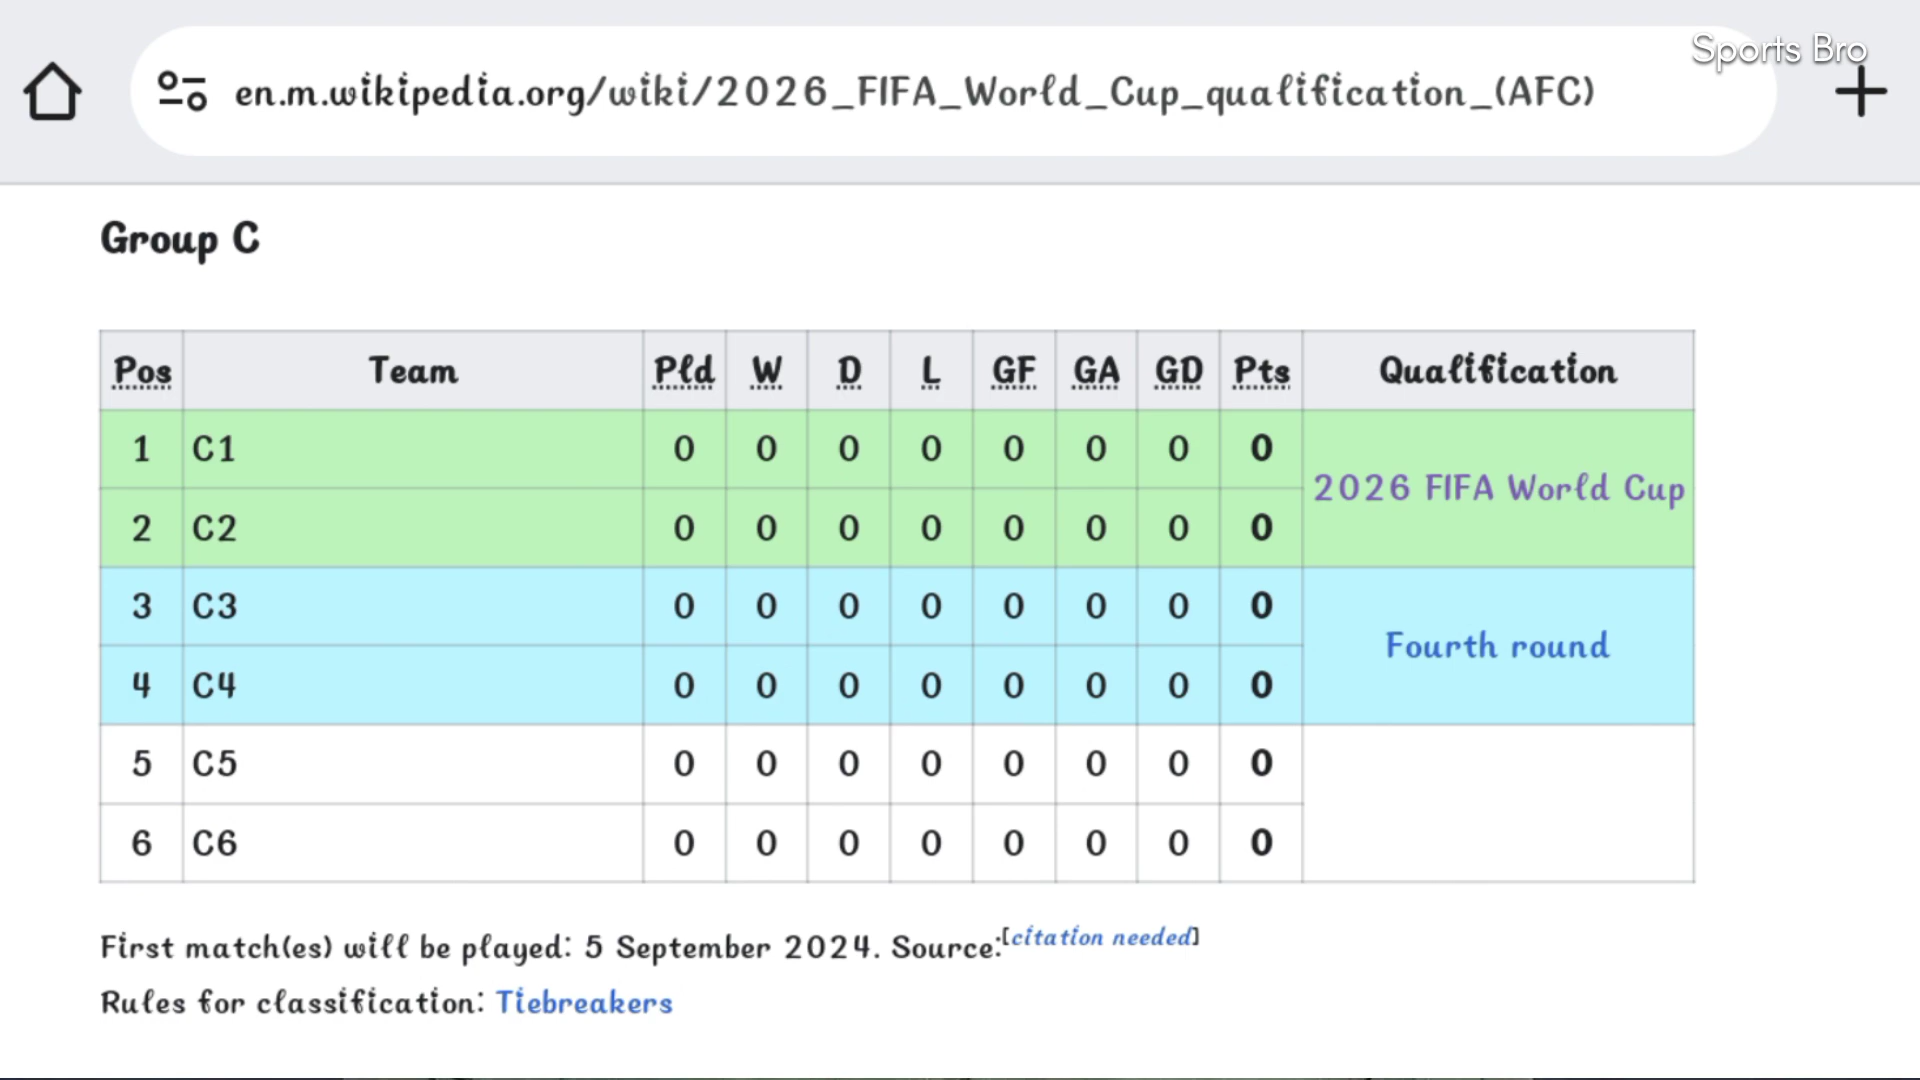 Sports Bro
en.m.wikipedia.org/wiki/2026_FIFA_World_Cup_qualification_(AFC)
Group C
Pos Team Pld W D L GF GA GD Pts Qualification
1 C1 0 0 0 0 0 0 0 0 2026 FIFA World Cup
2 C2 0 0 0 0 0 0 0 0
3 C3 0 0 0 0 0 0 0 0 Fourth round
4 C4 0 0 0 0 0 0 0 0
5 C5 0 0 0 0 0 0 0 0
6 C6 0 0 0 0 0 0 0 0
First match(es) will be played: 5 September 2024. Source:[citation needed]
Rules for classification: Tiebreakers